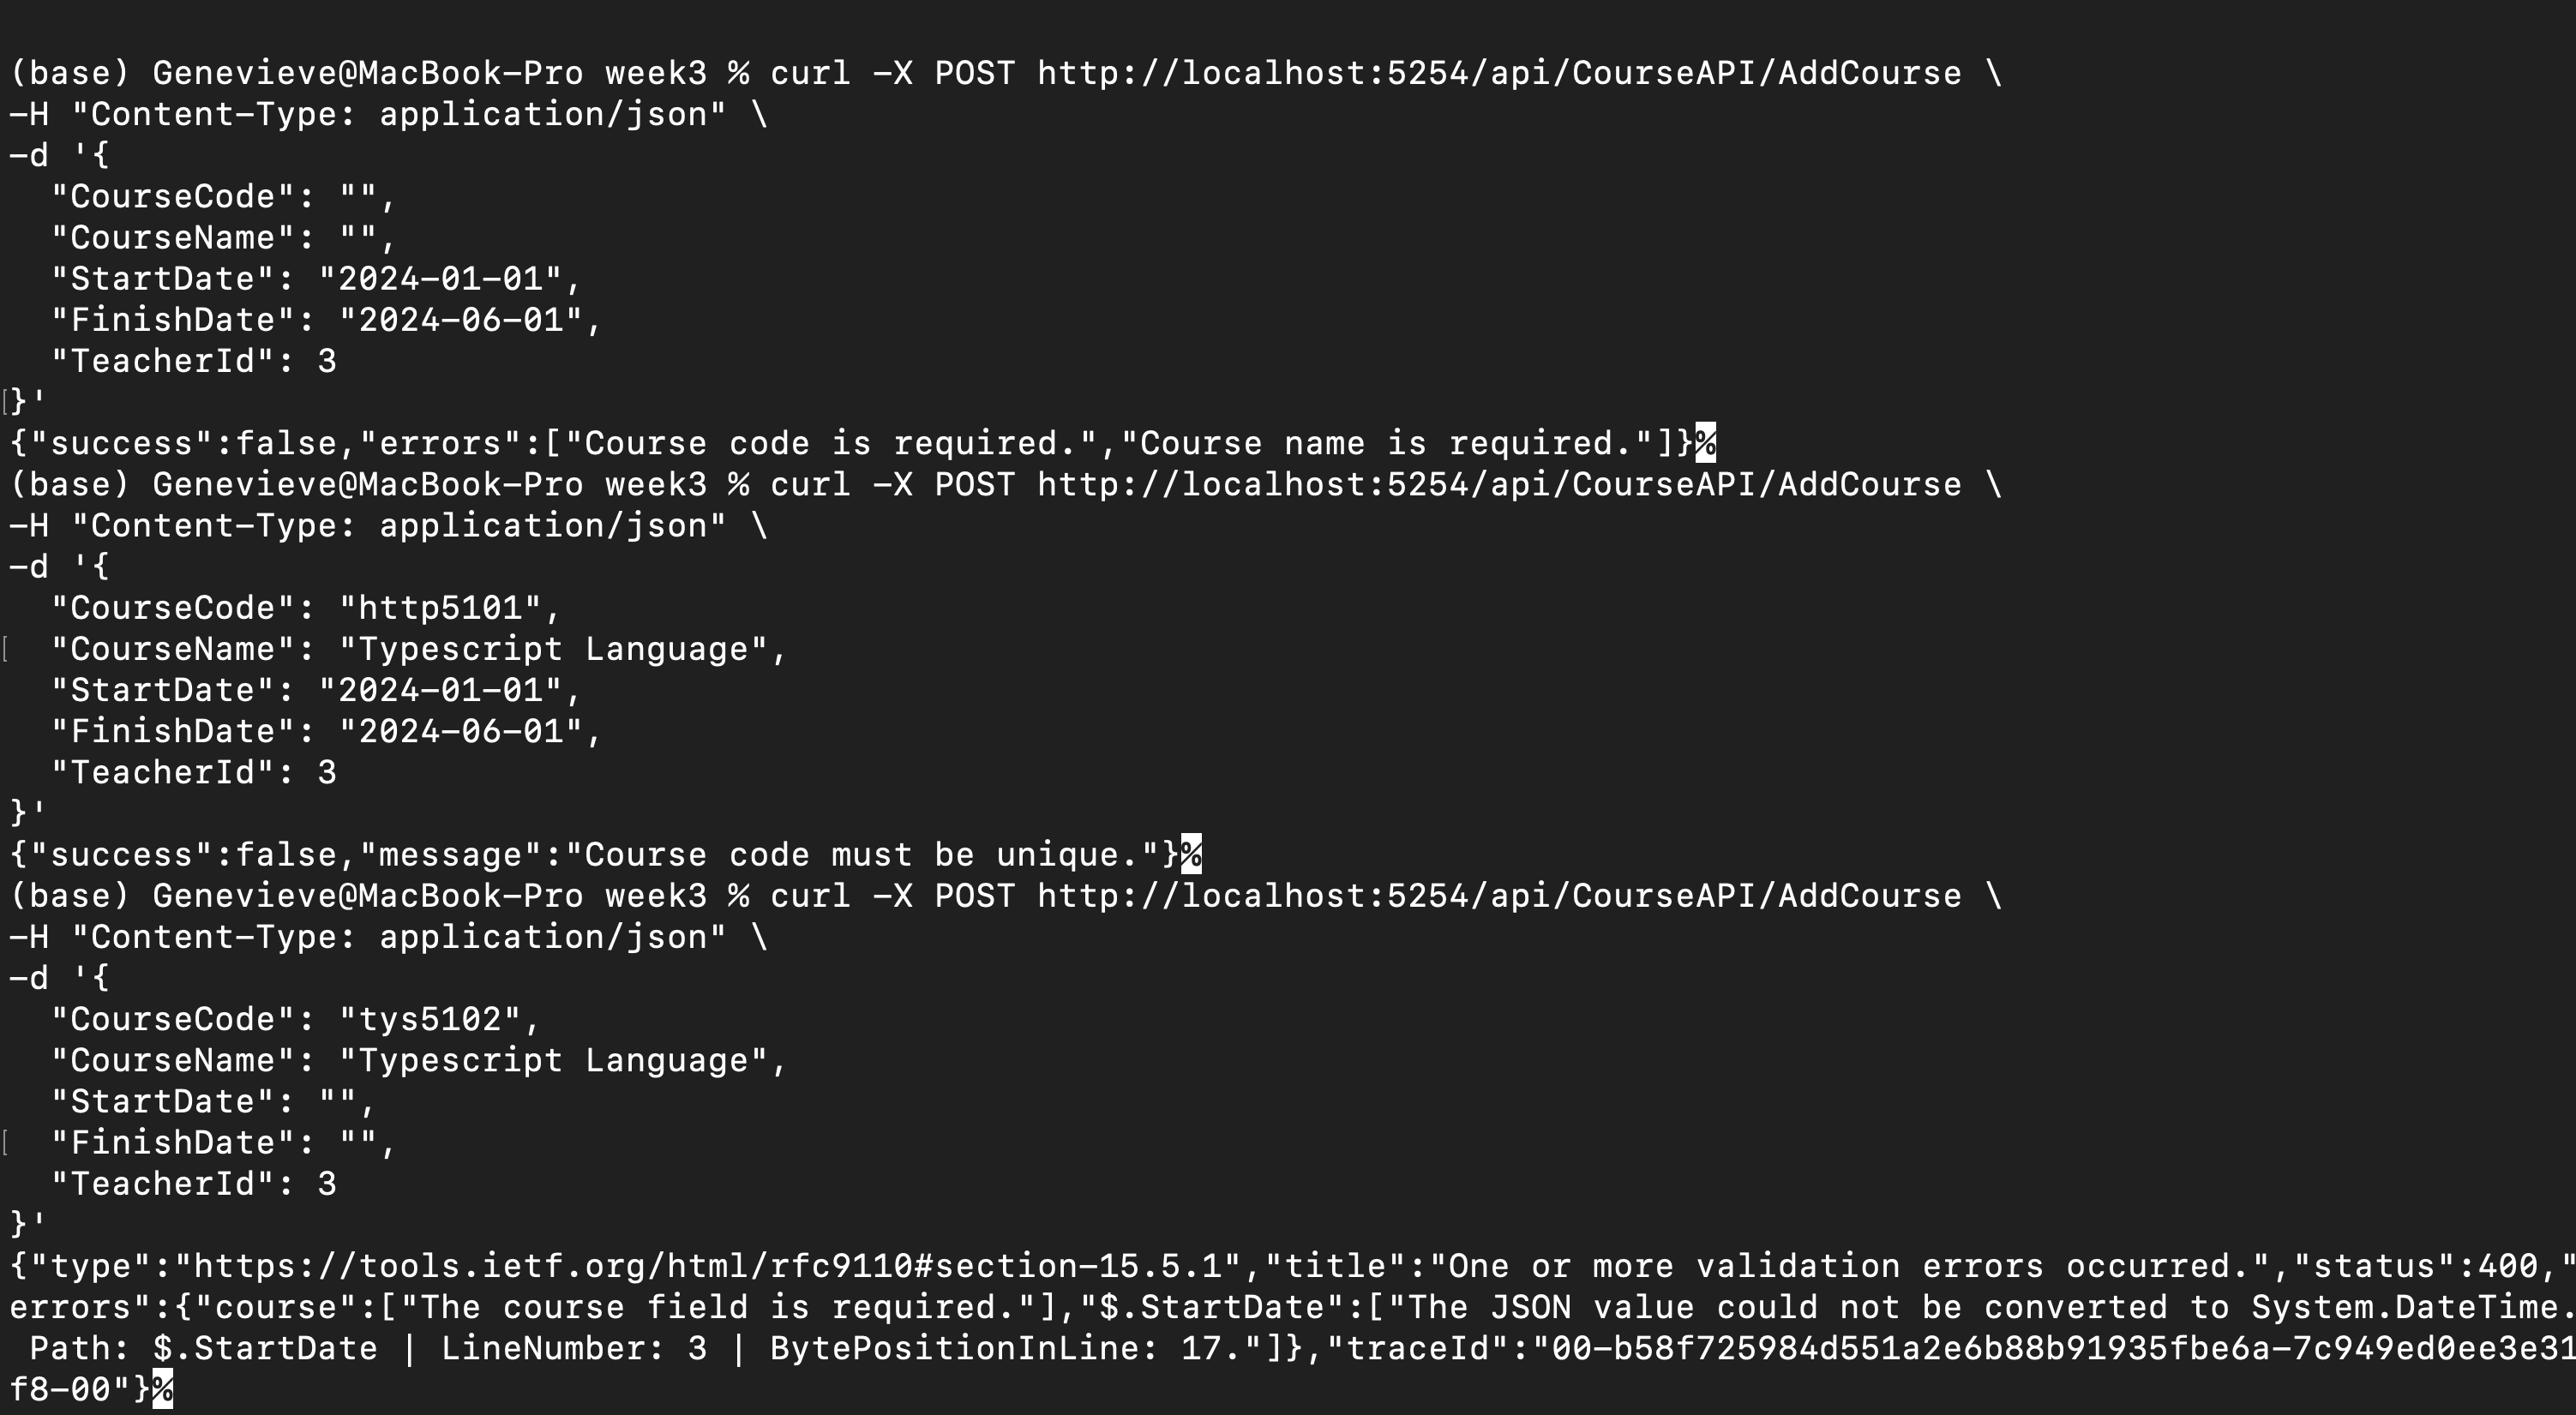 (base) Genevieve@MacBook-Pro week3 % curl -X POST http://localhost:5254/api/CourseAPI/AddCourse \
-H "Content-Type: application/json" \
-d '{
  "CourseCode": "",
  "CourseName": "",
  "StartDate": "2024-01-01",
  "FinishDate": "2024-06-01",
  "TeacherId": 3
}'
{"success":false,"errors":["Course code is required.","Course name is required."]}%
(base) Genevieve@MacBook-Pro week3 % curl -X POST http://localhost:5254/api/CourseAPI/AddCourse \
-H "Content-Type: application/json" \
-d '{
  "CourseCode": "http5101",
  "CourseName": "Typescript Language",
  "StartDate": "2024-01-01",
  "FinishDate": "2024-06-01",
  "TeacherId": 3
}'
{"success":false,"message":"Course code must be unique."}%
(base) Genevieve@MacBook-Pro week3 % curl -X POST http://localhost:5254/api/CourseAPI/AddCourse \
-H "Content-Type: application/json" \
-d '{
  "CourseCode": "tys5102",
  "CourseName": "Typescript Language",
  "StartDate": "",
  "FinishDate": "",
  "TeacherId": 3
}'
{"type":"https://tools.ietf.org/html/rfc9110#section-15.5.1","title":"One or more validation errors occurred.","status":400,"
errors":{"course":["The course field is required."],"$.StartDate":["The JSON value could not be converted to System.DateTime.
 Path: $.StartDate | LineNumber: 3 | BytePositionInLine: 17."]},"traceId":"00-b58f725984d551a2e6b88b91935fbe6a-7c949ed0ee3e31
f8-00"}%